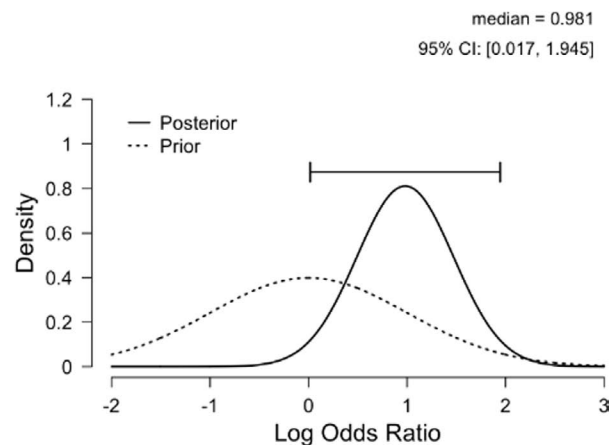 median = 0.981
95% CI: [0.017, 1.945]
Posterior
Prior
Density
1.2
1
0.8
0.6
0.4
0.2
0
-2 -1 0 1 2 3
Log Odds Ratio